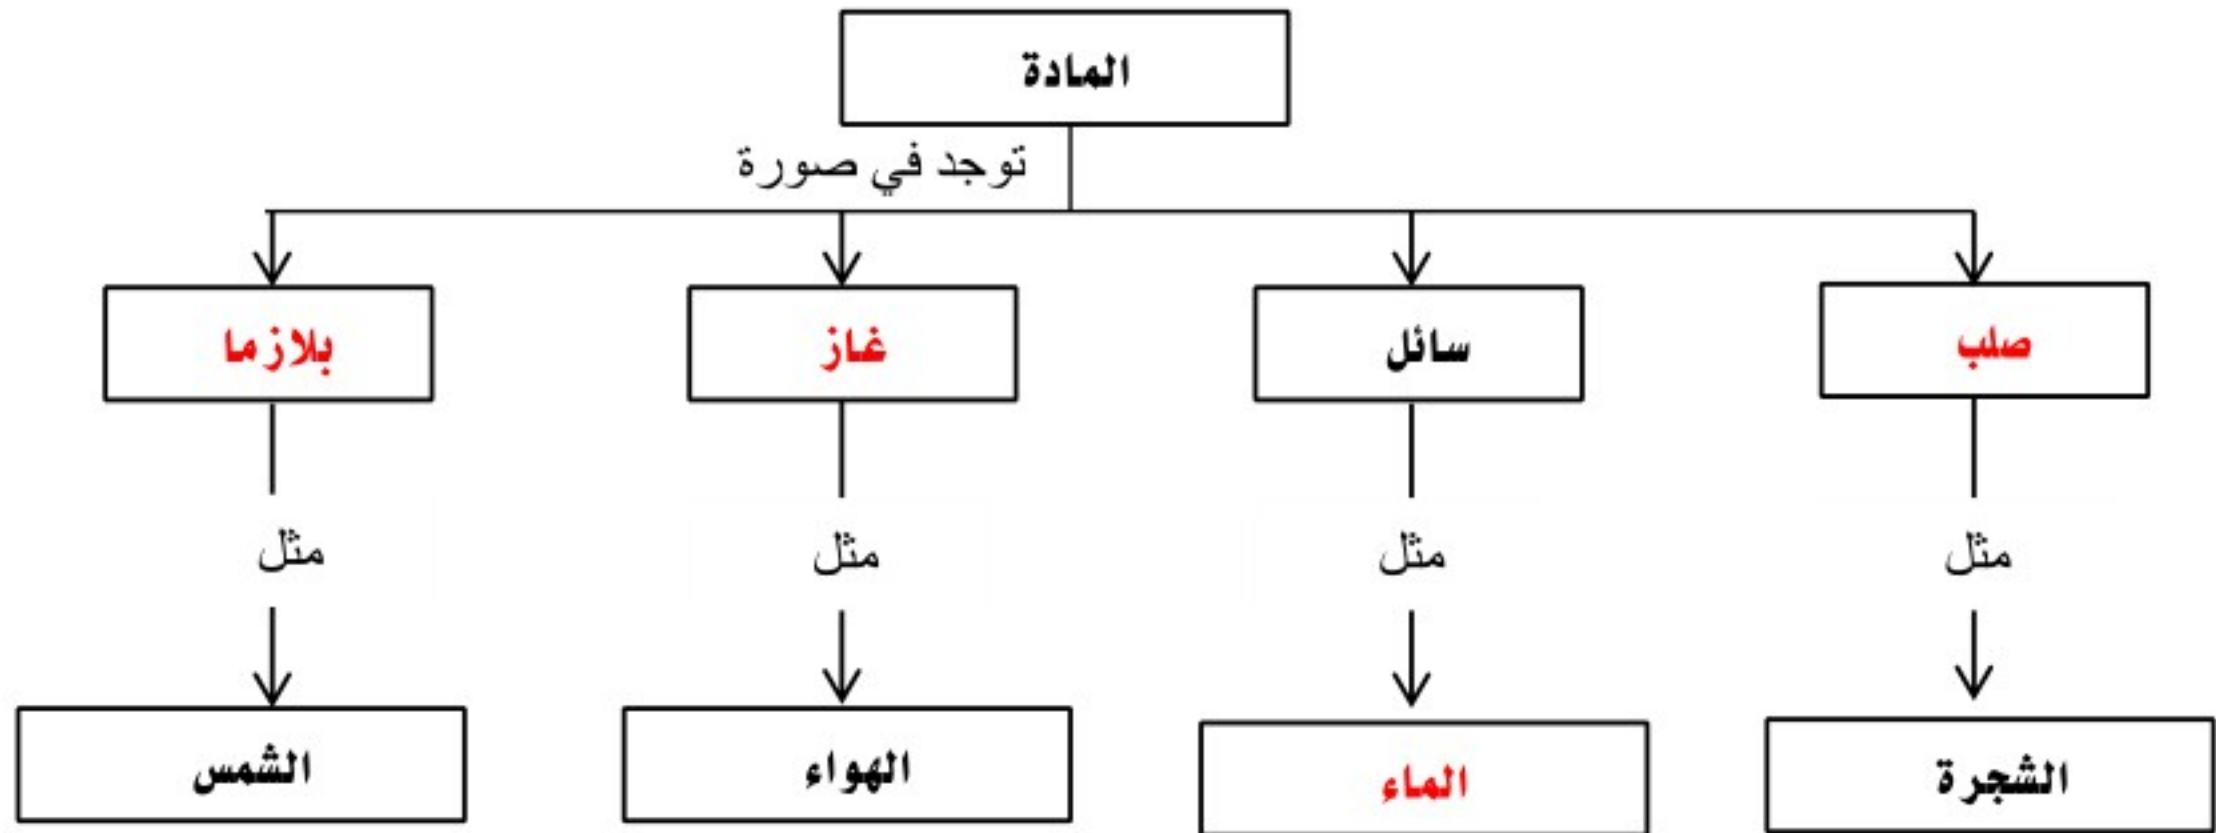 المادة
توجد في صورة
صلب سائل غاز بلازما
مثل مثل مثل مثل
الشجرة الماء الهواء الشمس